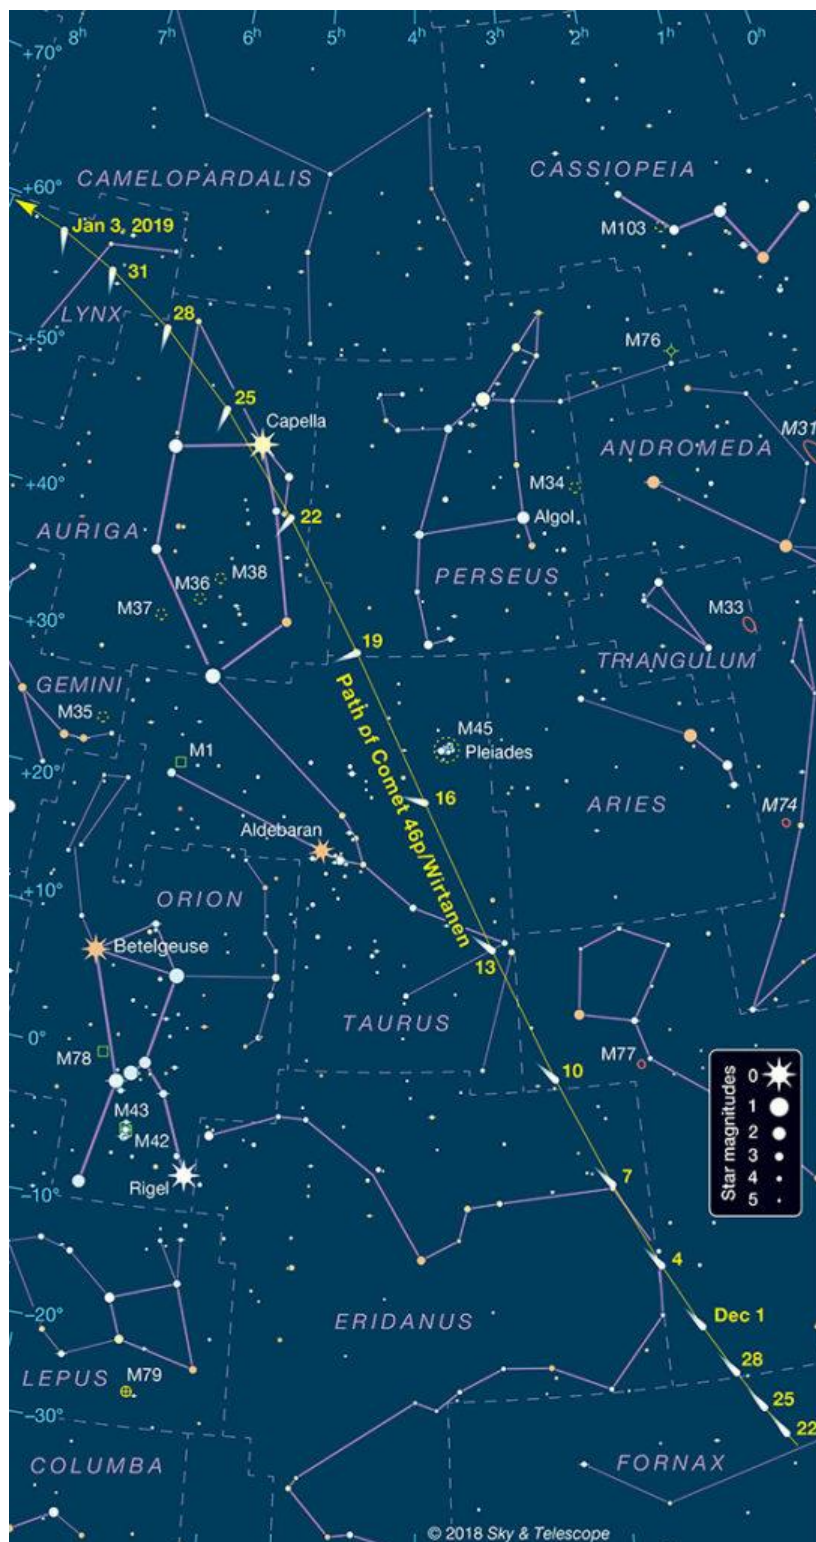 8h 7h 6h 5h 4h 3h 2h 1h 0h
+70°
CASSIOPEIA
CAMELOPARDALIS
+60°
Jan 3, 2019
M103
31
LYNX
28
+50°
M76
25
Capella
M31
ANDROMEDA
+40°
M34
22
Algol
AURIGA
PERSEUS
M38
M36
M37
M33
+30°
19
TRIANGULUM
GEMINI
M35
M45
Pleiades
M1
+20°
16
ARIES
M74
Path of Comet 46p/Wirtanen
Aldebaran
+10°
ORION
Betelgeuse
13
TAURUS
0°
M78
M77
10
Star magnitudes
0
1
2
3
4
5
M43
M42
Rigel
–10°
7
4
–20°
ERIDANUS
Dec 1
28
LEPUS
M79
25
–30°
22
COLUMBA
FORNAX
© 2018 Sky & Telescope